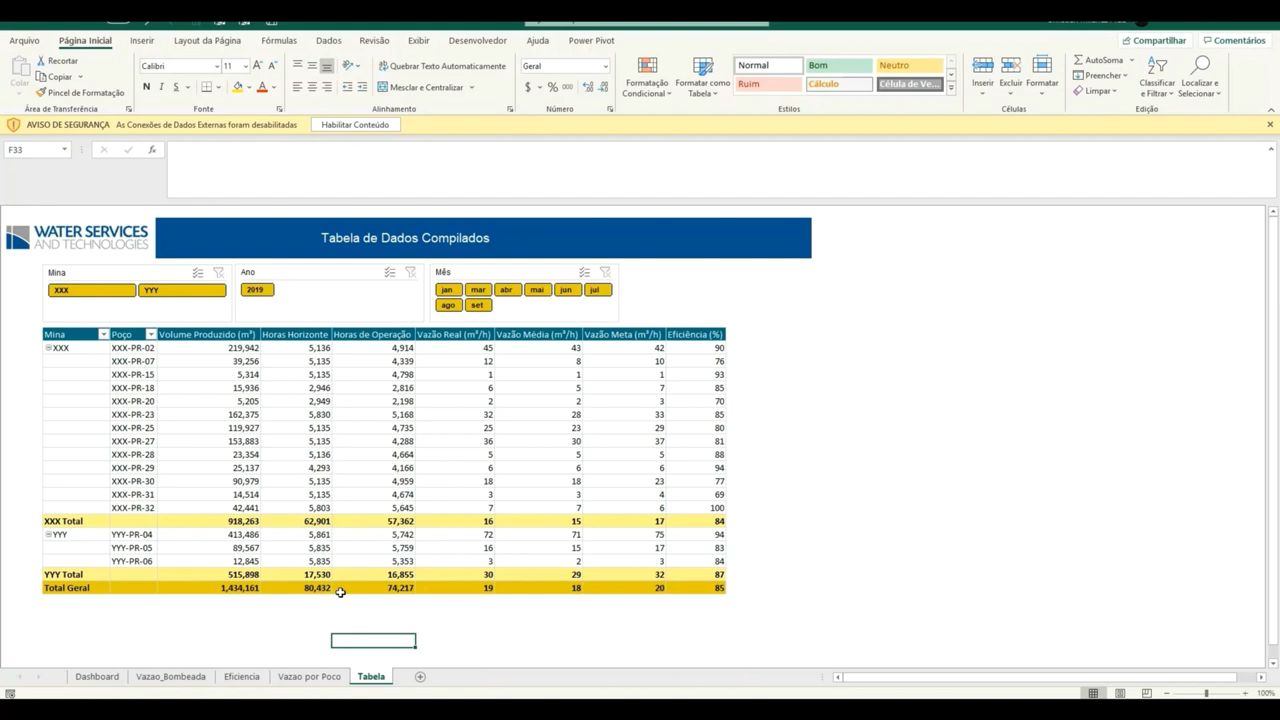 Arquivo Página Inicial Inserir Layout da Página Fórmulas Dados Revisão Exibir Desenvolvedor Ajuda Power Pivot Compartilhar Comentários
Recortar
Copiar
Pincel de Formatação
Colar
Área de Transferência
Calibri 11
N I S
Fonte
Quebrar Texto Automaticamente
Mesclar e Centralizar
Alinhamento
Geral
$ % 000
Número
Formatação Condicional
Formatar como Tabela
Normal Bom Neutro
Ruim Cálculo Célula de Ve...
Estilos
Inserir Excluir Formatar
Células
AutoSoma
Preencher
Limpar
Classificar e Filtrar
Localizar e Selecionar
Edição
AVISO DE SEGURANÇA As Conexões de Dados Externas foram desabilitadas Habilitar Conteúdo
F33 fx
WATER SERVICES
AND TECHNOLOGIES
Tabela de Dados Compilados
Mina Ano Mês
XXX YYY 2019 jan mar abr mai jun jul
ago set
Mina Poço Volume Produzido (m³) Horas Horizonte Horas de Operação Vazão Real (m³/h) Vazão Média (m³/h) Vazão Meta (m³/h) Eficiência (%)
XXX XXX-PR-02 219,942 5,136 4,914 45 43 42 90
XXX-PR-07 39,256 5,135 4,339 12 8 10 76
XXX-PR-15 5,314 5,135 4,798 1 1 1 93
XXX-PR-18 15,936 2,946 2,816 6 5 7 85
XXX-PR-20 5,205 2,949 2,198 2 2 3 70
XXX-PR-23 162,375 5,830 5,168 32 28 33 85
XXX-PR-25 119,927 5,135 4,735 25 23 29 80
XXX-PR-27 153,883 5,135 4,288 36 30 37 81
XXX-PR-28 23,354 5,136 4,664 5 5 5 88
XXX-PR-29 25,137 4,293 4,166 6 6 6 94
XXX-PR-30 90,979 5,135 4,959 18 18 23 77
XXX-PR-31 14,514 5,135 4,674 3 3 4 69
XXX-PR-32 42,441 5,803 5,645 7 7 6 100
XXX Total 918,263 62,901 57,362 16 15 17 84
YYY YYY-PR-04 413,486 5,861 5,742 72 71 75 94
YYY-PR-05 89,567 5,835 5,759 16 15 17 83
YYY-PR-06 12,845 5,835 5,353 3 2 3 84
YYY Total 515,898 17,530 16,855 30 29 32 87
Total Geral 1,434,161 80,432 74,217 19 18 20 85
Dashboard Vazao_Bombeada Eficiencia Vazao por Poco Tabela
100%